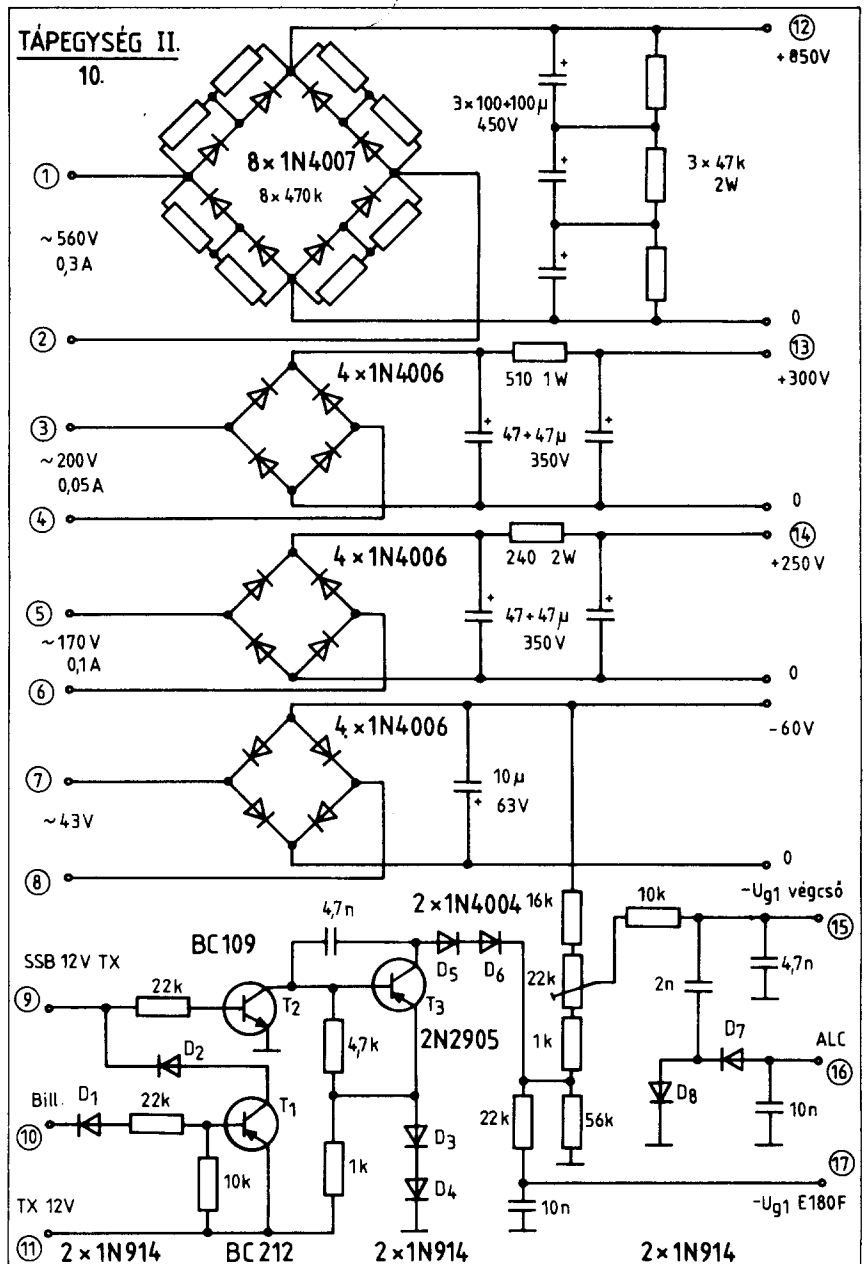 TÁPEGYSÉG II.
10.
⑫
+850V
3×100+100µ
450V
8×1N4007
8×470k
3×47k
2W
①
~560V
0,3A
②
0
4×1N4006
510 1W
⑬
+300V
③
~200V
0,05A
47+47µ
350V
④
0
4×1N4006
240 2W
⑭
+250V
⑤
~170V
0,1A
47+47µ
350V
⑥
0
4×1N4006
-60V
⑦
~43V
10µ
63V
⑧
0
4,7n
2×1N4004
16k
10k
-Ug1 végcső
⑮
BC109
D5
D6
SSB 12V TX
⑨
22k
T2
T3
22k
2n
4,7n
D2
4,7k
2N2905
1k
D7
ALC
⑯
Bill.
⑩
D1
22k
T1
22k
56k
D8
10n
10k
1k
D3
D4
⑰
TX 12V
10n
-Ug1 E180F
⑪
2×1N914
BC212
2×1N914
2×1N914